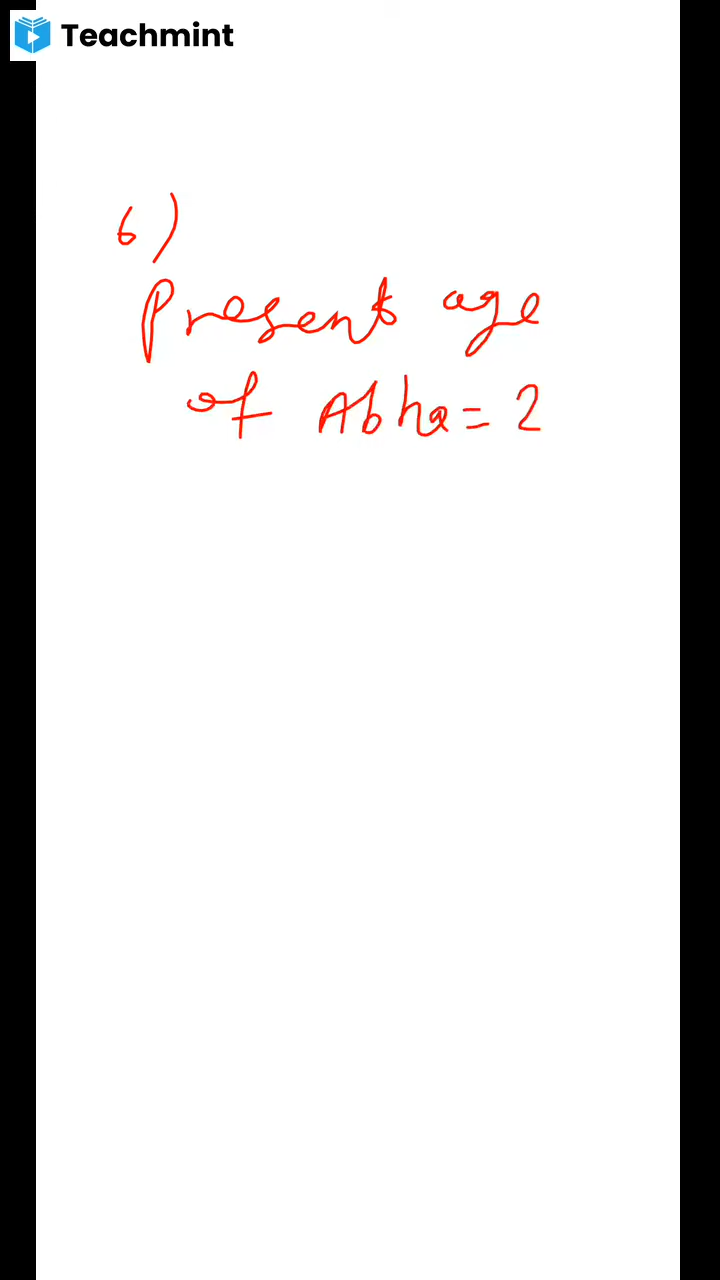 Teachmint
6)
Present age
of Abha = 2